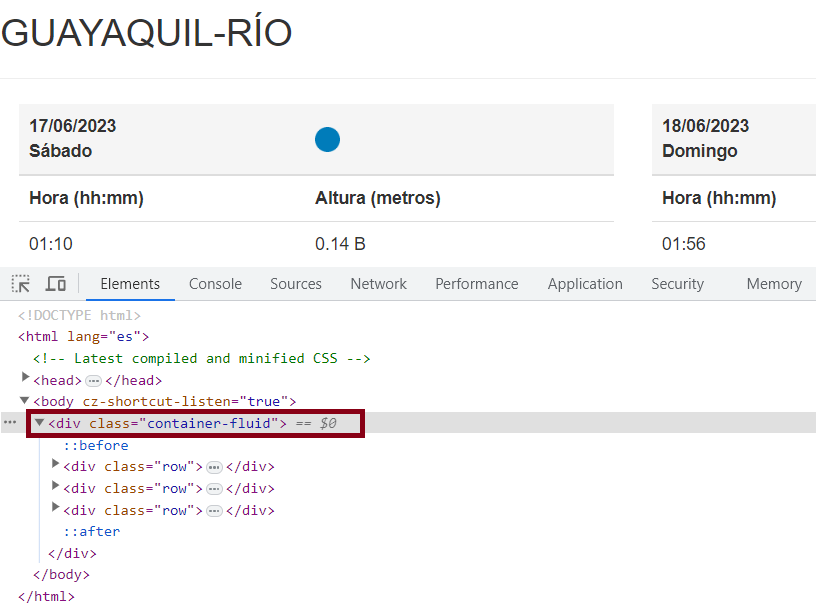 GUAYAQUIL-RÍO
17/06/2023 18/06/2023
Sábado Domingo
Hora (hh:mm) Altura (metros) Hora (hh:mm)
01:10 0.14 B 01:56
Elements Console Sources Network Performance Application Security Memory
<!DOCTYPE html>
<html lang="es">
<!-- Latest compiled and minified CSS -->
<head> ⋯ </head>
<body cz-shortcut-listen="true">
⋯ <div class="container-fluid"> == $0
::before
<div class="row"> ⋯ </div>
<div class="row"> ⋯ </div>
<div class="row"> ⋯ </div>
::after
</div>
</body>
</html>